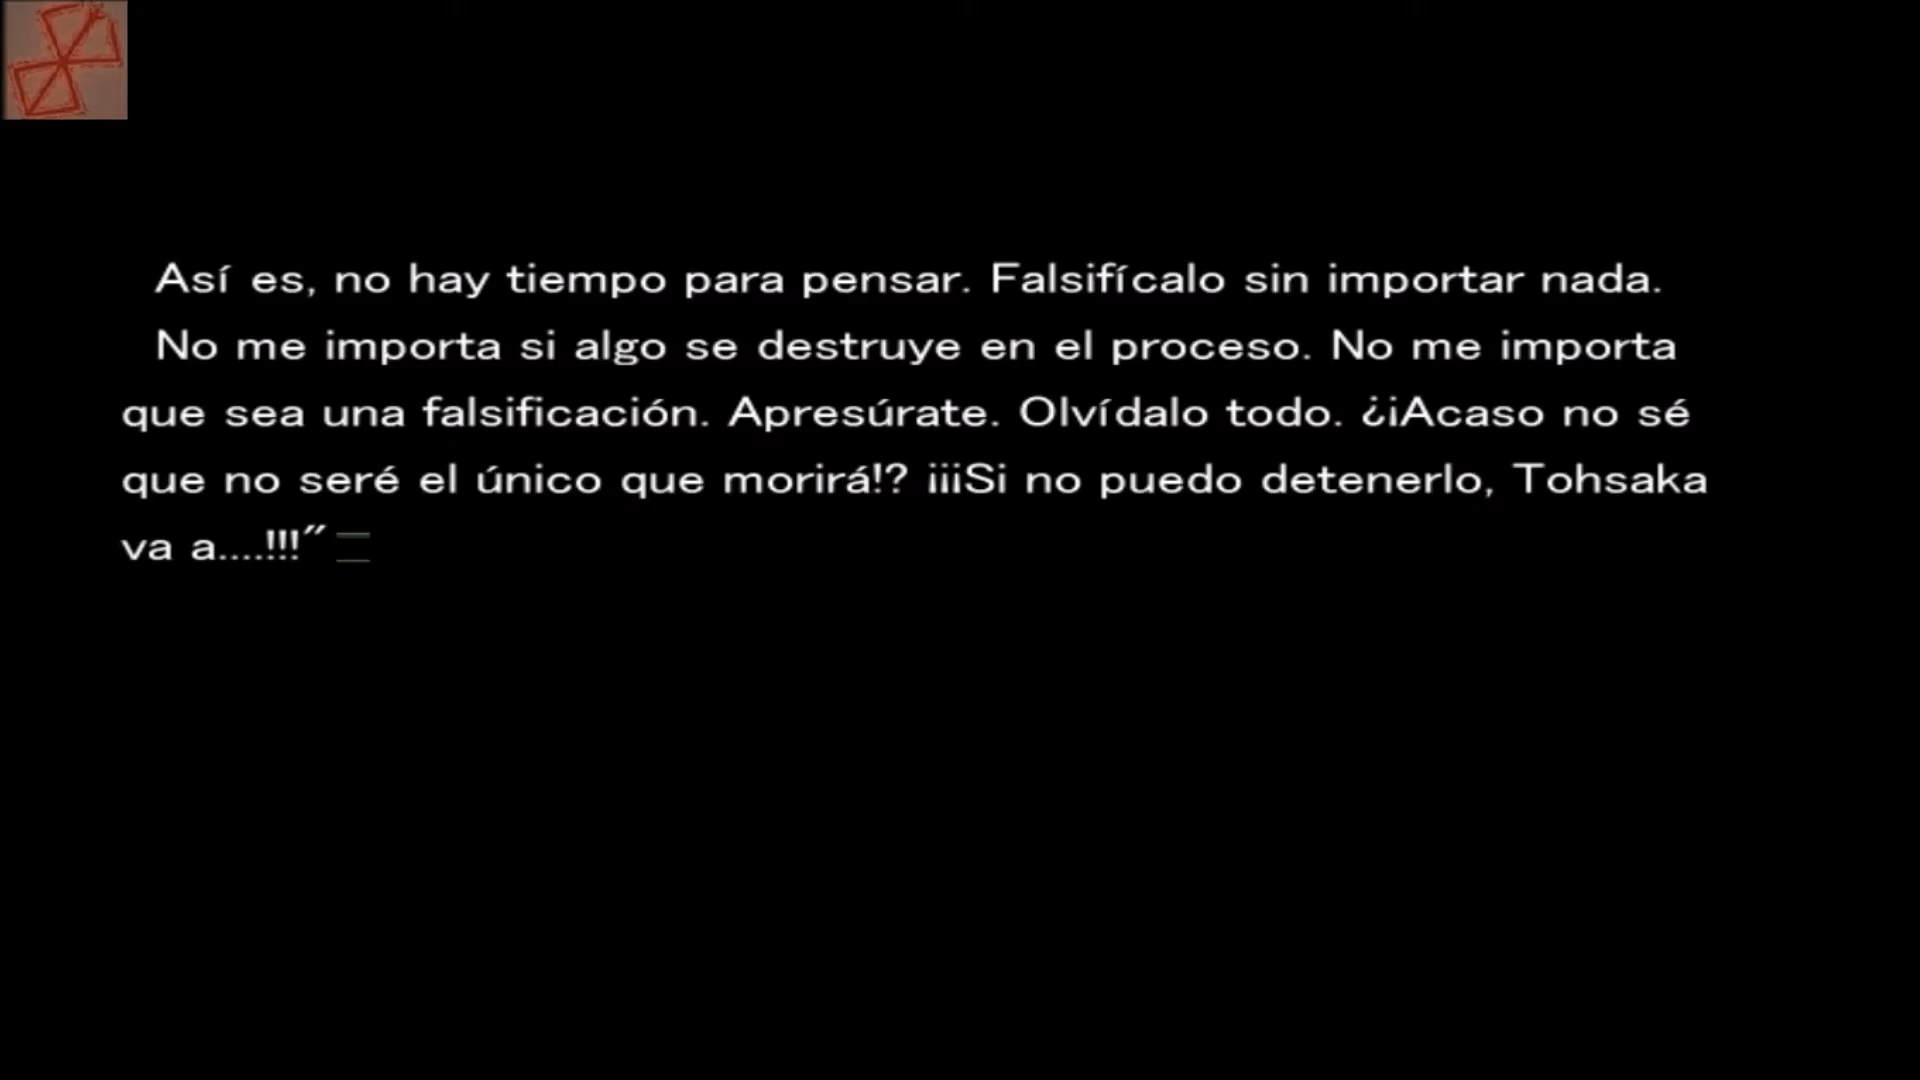 Así es, no hay tiempo para pensar. Falsifícalo sin importar nada.
No me importa si algo se destruye en el proceso. No me importa
que sea una falsificación. Apresúrate. Olvídalo todo. ¿¡Acaso no sé
que no seré el único que morirá!? ¡¡¡Si no puedo detenerlo, Tohsaka
va a....!!!"